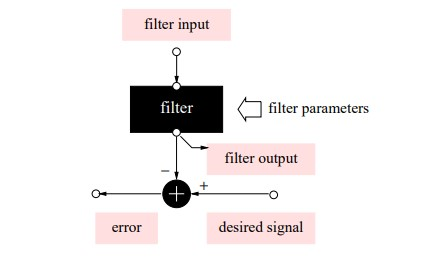 filter input
filter
filter parameters
filter output
−
+
+
error
desired signal